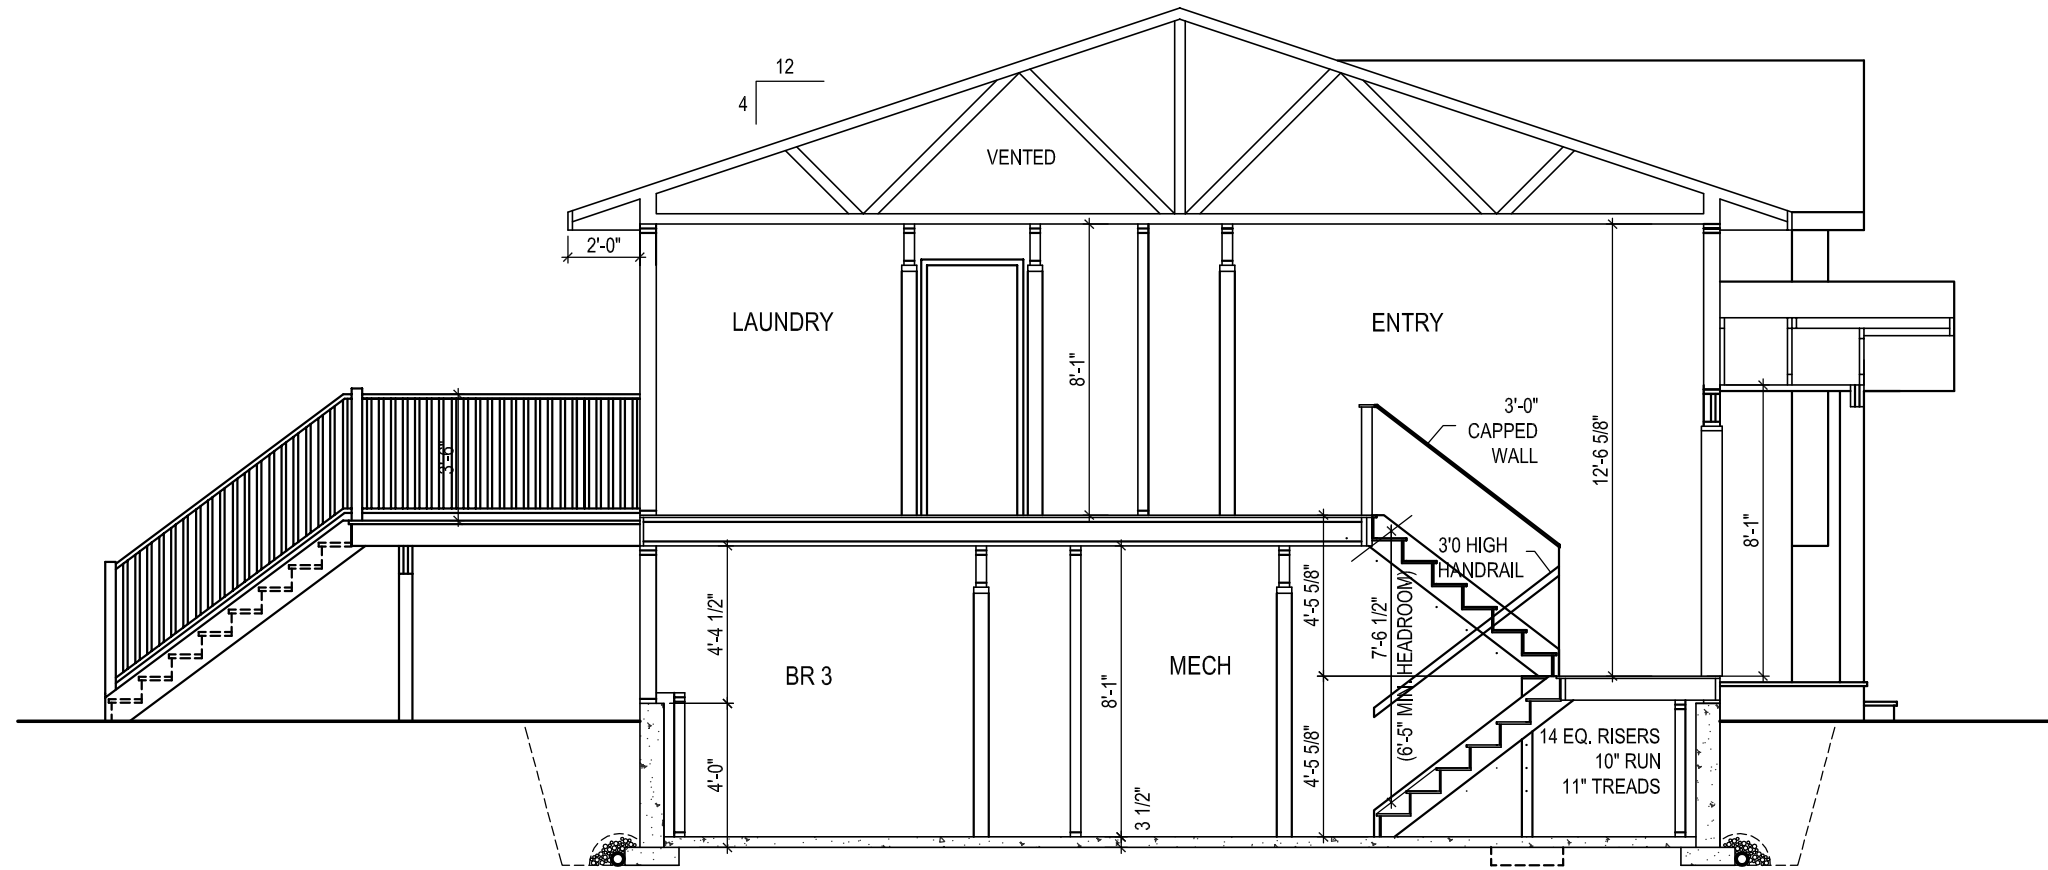 12
4
VENTED
2'-0"
LAUNDRY
ENTRY
8'-1"
3'-0"
CAPPED
WALL
12'-6 5/8"
3'-6"
8'-1"
3'0 HIGH
HANDRAIL
4'-5 5/8"
7'-6 1/2"
(6'-5" MIN. HEADROOM)
4'-4 1/2"
BR 3
MECH
8'-1"
4'-0"
3 1/2"
4'-5 5/8"
14 EQ. RISERS
10" RUN
11" TREADS